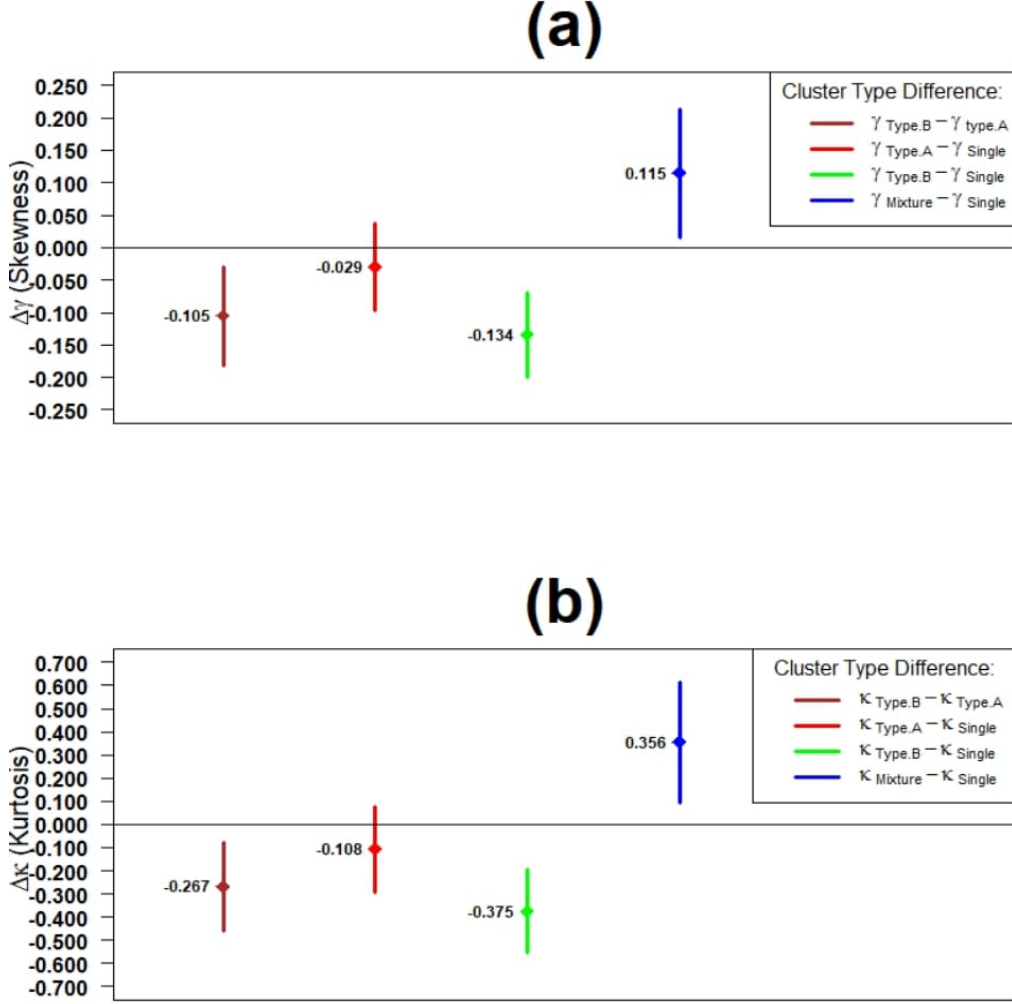 (a)
Δγ (Skewness)
0.250
0.200
0.150
0.100
0.050
0.000
-0.050
-0.100
-0.150
-0.200
-0.250
-0.105
-0.029
-0.134
0.115
Cluster Type Difference:
γ Type.B − γ type.A
γ Type.A − γ Single
γ Type.B − γ Single
γ Mixture − γ Single
(b)
Δκ (Kurtosis)
0.700
0.600
0.500
0.400
0.300
0.200
0.100
0.000
-0.100
-0.200
-0.300
-0.400
-0.500
-0.600
-0.700
-0.267
-0.108
-0.375
0.356
Cluster Type Difference:
κ Type.B − κ Type.A
κ Type.A − κ Single
κ Type.B − κ Single
κ Mixture − κ Single